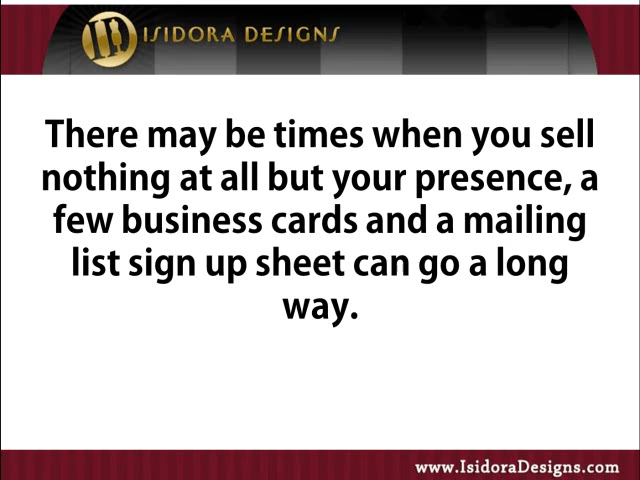 ISIDORA DESIGNS
There may be times when you sell
nothing at all but your presence, a
few business cards and a mailing
list sign up sheet can go a long
way.
www.IsidoraDesigns.com